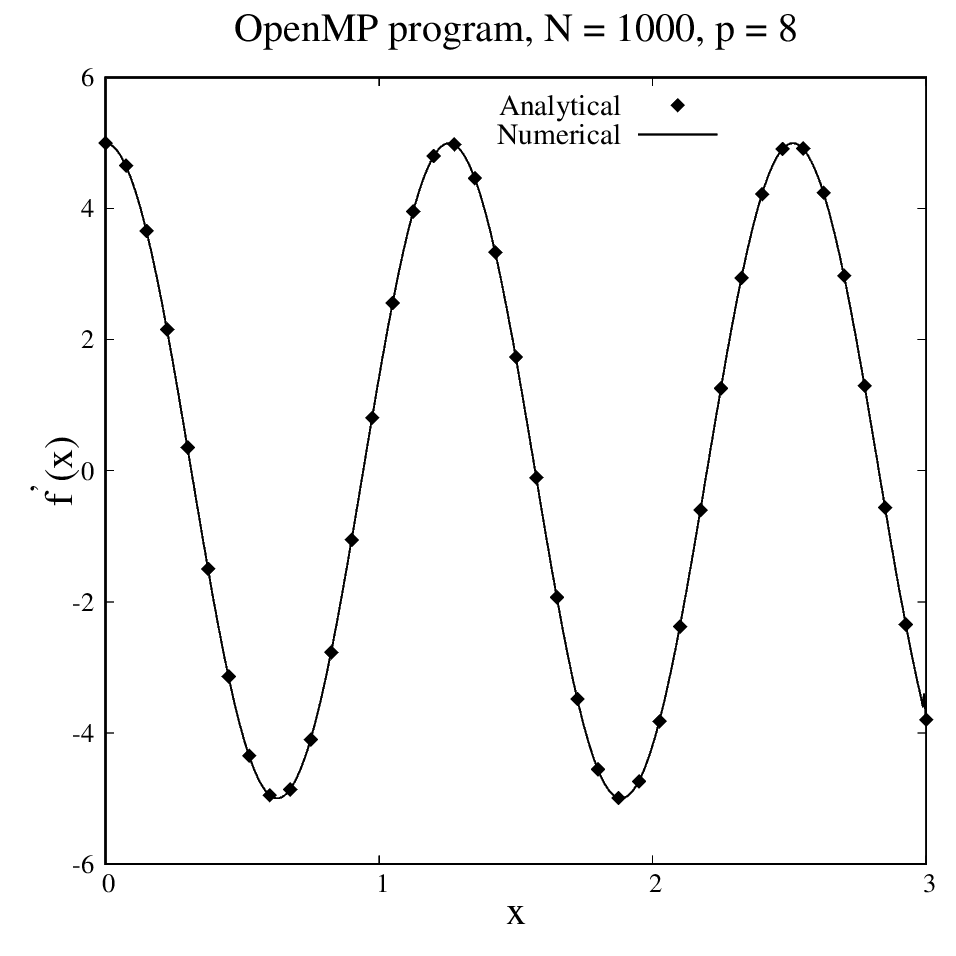 OpenMP program, N = 1000, p = 8
6
Analytical
Numerical
4
2
0
-2
-4
-6
f'(x)
0 1 2 3
x